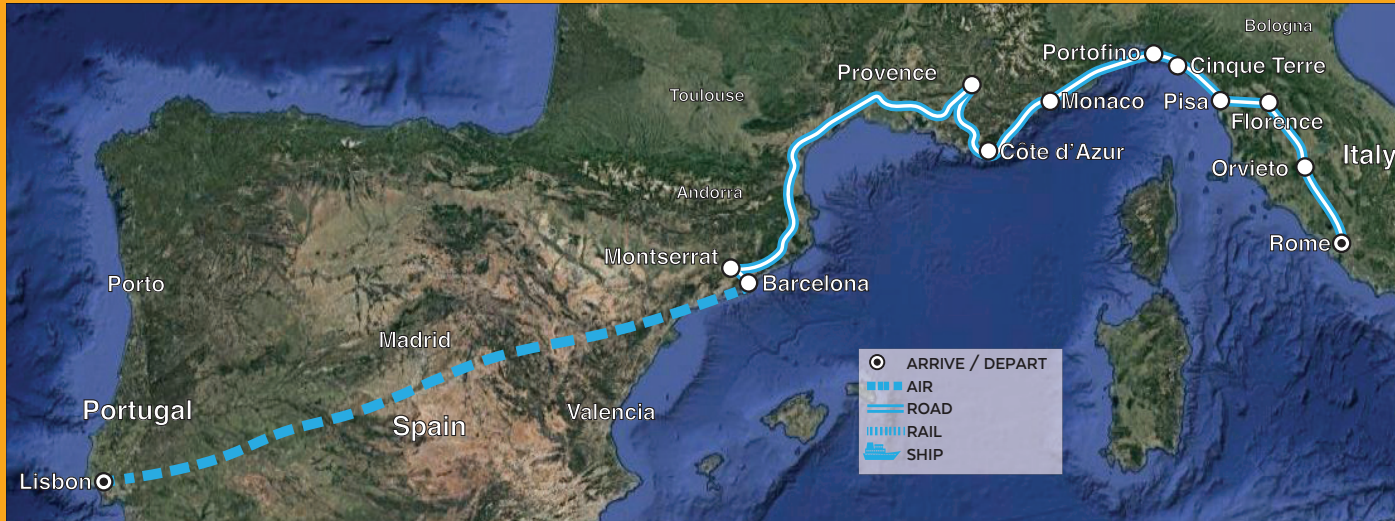 Bologna
Portofino
Cinque Terre
Provence
Toulouse
Monaco
Pisa
Florence
Côte d'Azur
Italy
Orvieto
Andorra
Rome
Montserrat
Barcelona
Porto
Madrid
Portugal
Valencia
Spain
Lisbon
ARRIVE / DEPART
AIR
ROAD
RAIL
SHIP